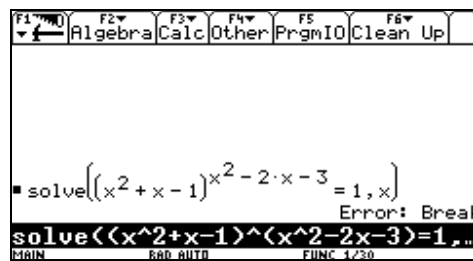 F1 F2 F3 F4 F5 F6
Algebra Calc Other PrgmIO Clean Up
solve((x² + x - 1)^x² - 2·x - 3 = 1, x)
Error: Break
solve((x^2+x-1)^(x^2-2x-3)=1,…
MAIN RAD AUTO FUNC 1/30